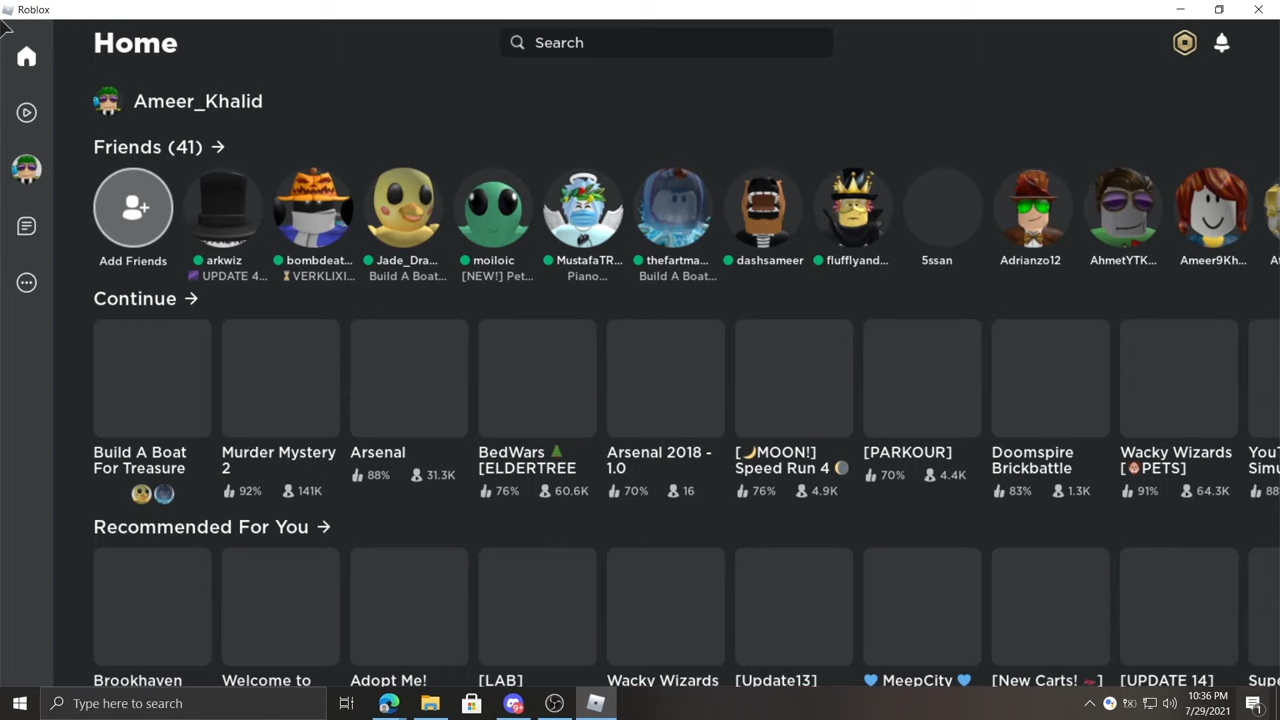 Roblox
Home
Search
Ameer_Khalid
Friends (41) →
Add Friends
arkwiz
UPDATE 4...
bombdeat...
⌛VERKLIXI...
Jade_Dra...
Build A Boat...
moiloic
[NEW!] Pet...
MustafaTR...
Piano...
thefartma...
Build A Boat...
dashsameer
flufflyand...
5ssan
Adrianzo12
AhmetYTK...
Ameer9Kh...
Continue →
Build A Boat
For Treasure
Murder Mystery
2
92% 141K
Arsenal
88% 31.3K
BedWars 🌲
[ELDERTREE
76% 60.6K
Arsenal 2018 -
1.0
70% 16
[🌙MOON!]
Speed Run 4 🌘
76% 4.9K
[PARKOUR]
70% 4.4K
Doomspire
Brickbattle
83% 1.3K
Wacky Wizards
[🐵PETS]
91% 64.3K
Recommended For You →
Brookhaven
Welcome to
Adopt Me!
[LAB]
Wacky Wizards
[Update13]
💙 MeepCity 💙
[New Carts!
[UPDATE 14]
Type here to search
10:36 PM
7/29/2021
1